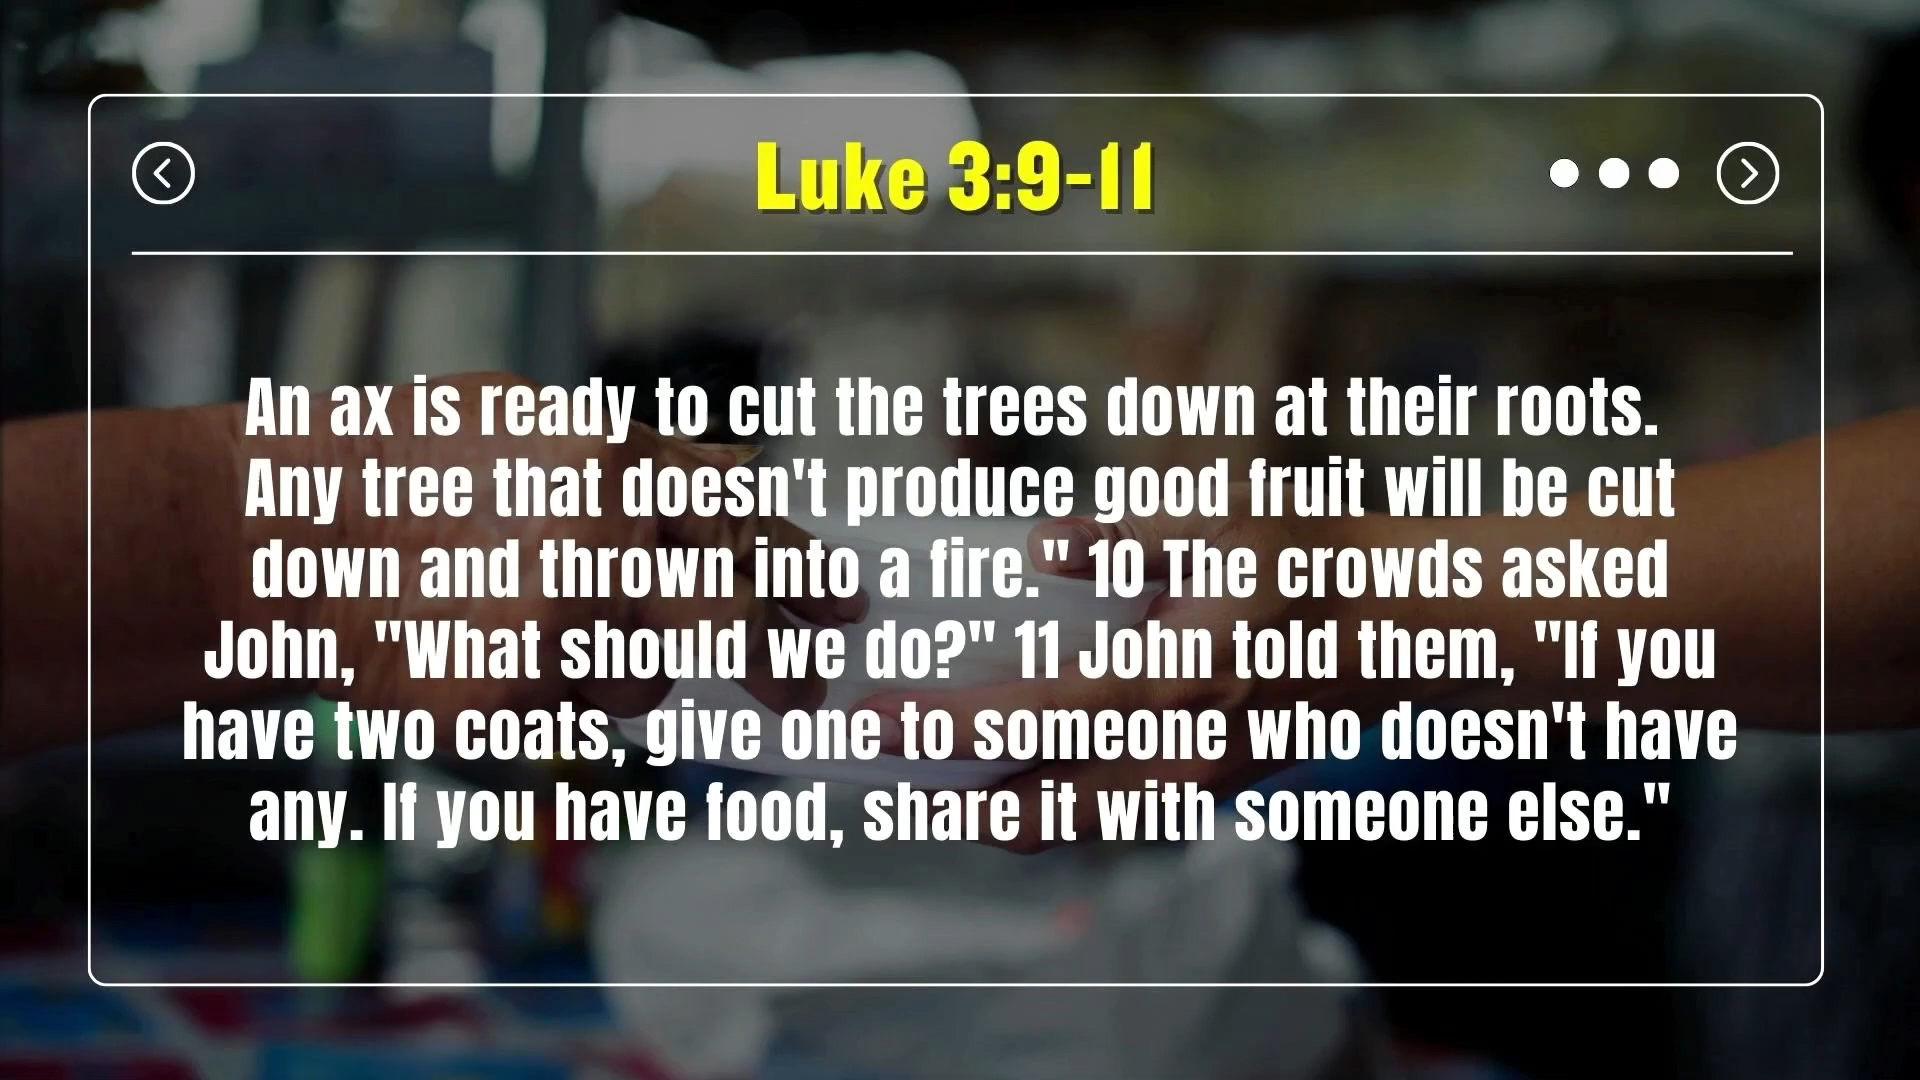 Luke 3:9-11
An ax is ready to cut the trees down at their roots.
Any tree that doesn't produce good fruit will be cut
down and thrown into a fire." 10 The crowds asked
John, "What should we do?" 11 John told them, "If you
have two coats, give one to someone who doesn't have
any. If you have food, share it with someone else."